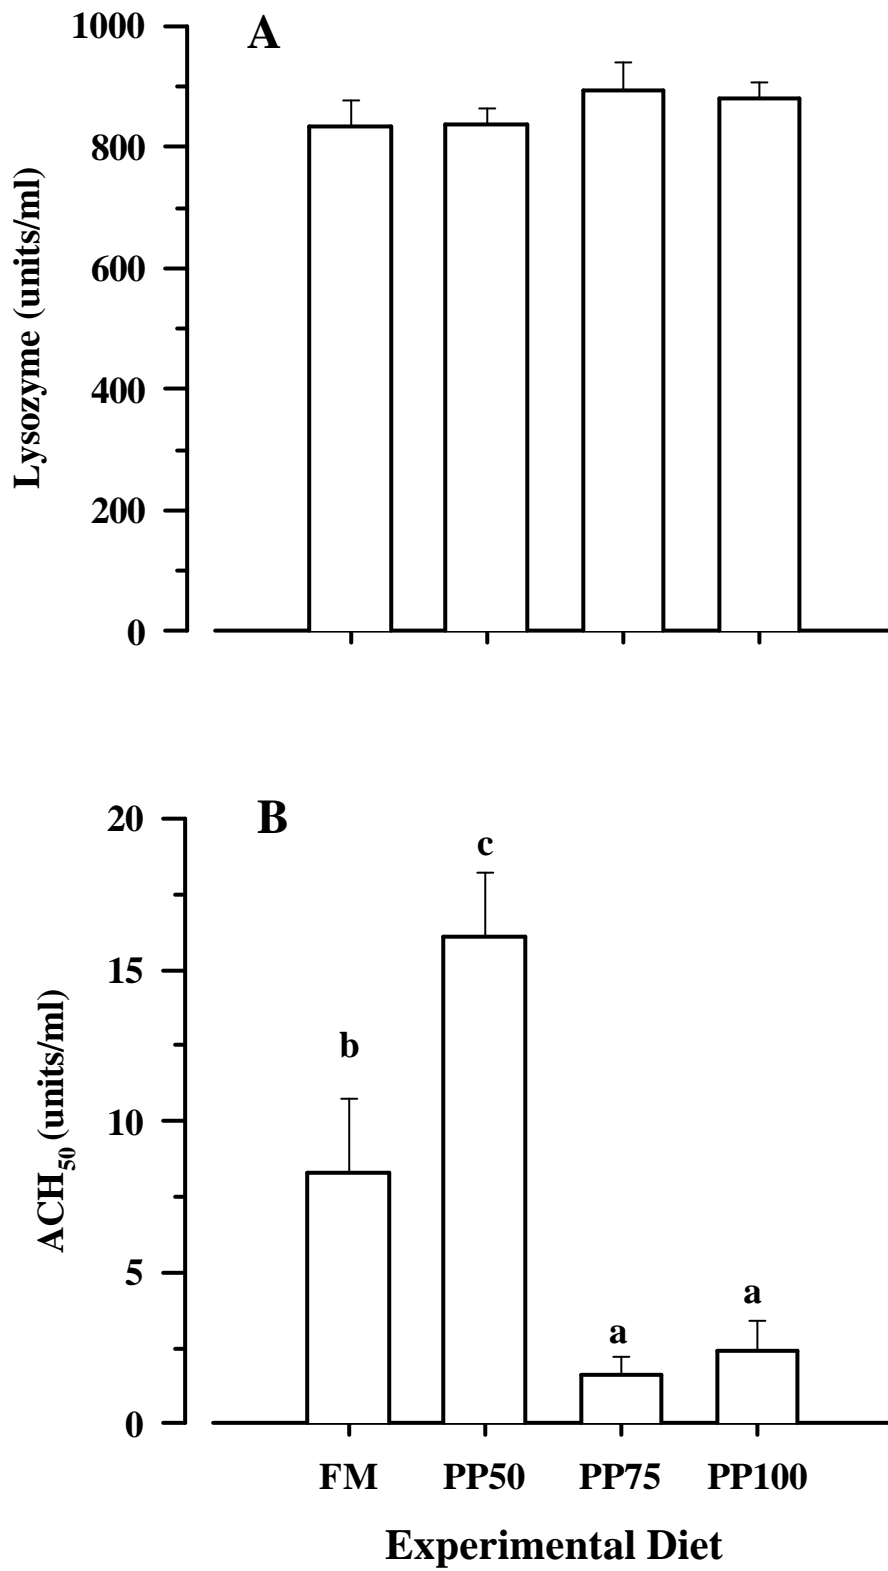 A
1000
800
600
400
200
0
Lysozyme (units/ml)
B
20
15
10
5
0
ACH50 (units/ml)
b
c
a
a
FM PP50 PP75 PP100
Experimental Diet